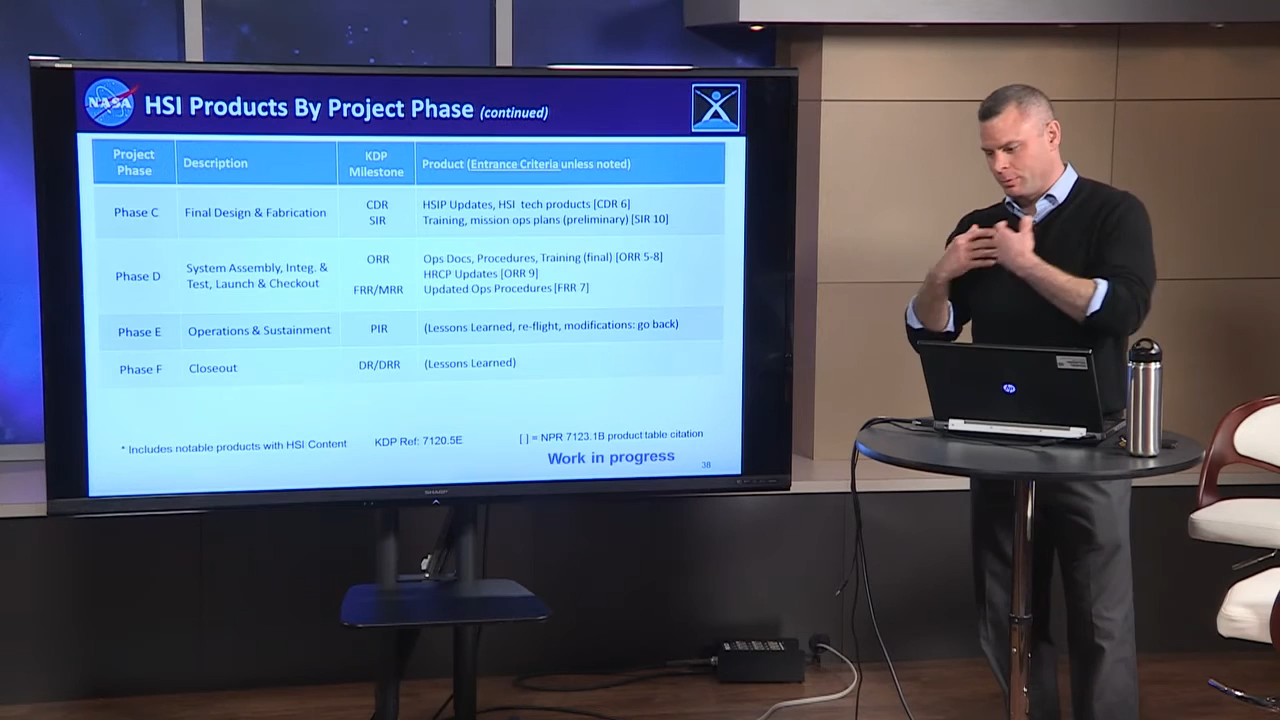 NASA
HSI Products By Project Phase (continued)
Project
Phase
Description
KDP
Milestone
Product (Entrance Criteria unless noted)
Phase C
Final Design & Fabrication
CDR
SIR
HSIP Updates, HSI tech products [CDR 6]
Training, mission ops plans (preliminary) [SIR 10]
Phase D
System Assembly, Integ. &
Test, Launch & Checkout
ORR
FRR/MRR
Ops Docs, Procedures, Training (final) [ORR 5-8]
HRCP Updates [ORR 9]
Updated Ops Procedures [FRR 7]
Phase E
Operations & Sustainment
PIR
(Lessons Learned, re-flight, modifications: go back)
Phase F
Closeout
DR/DRR
(Lessons Learned)
* Includes notable products with HSI Content
KDP Ref: 7120.5E
[ ] = NPR 7123.1B product table citation
Work in progress
38
SHARP
hp